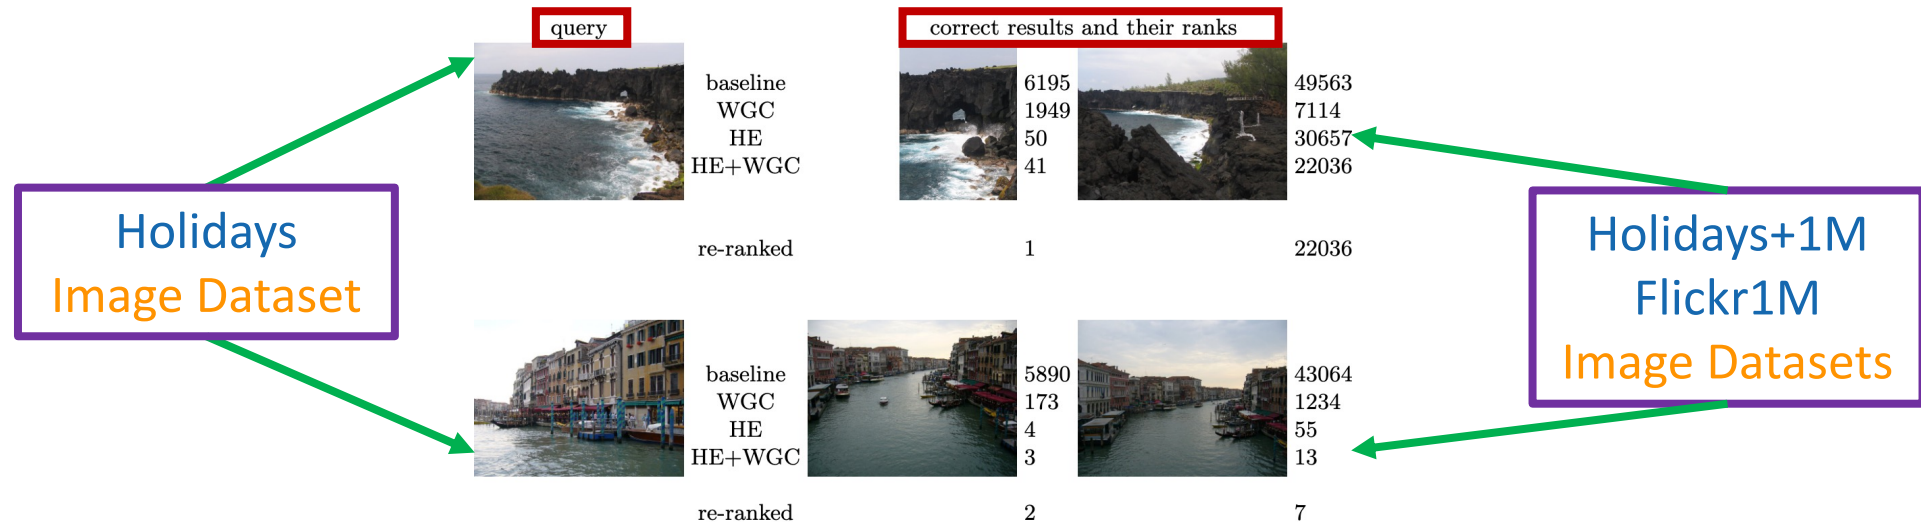 query correct results and their ranks
baseline 6195 49563
WGC 1949 7114
HE 50 30657
HE+WGC 41 22036
re-ranked 1 22036
Holidays
Image Dataset
Holidays+1M
Flickr1M
Image Datasets
baseline 5890 43064
WGC 173 1234
HE 4 55
HE+WGC 3 13
re-ranked 2 7